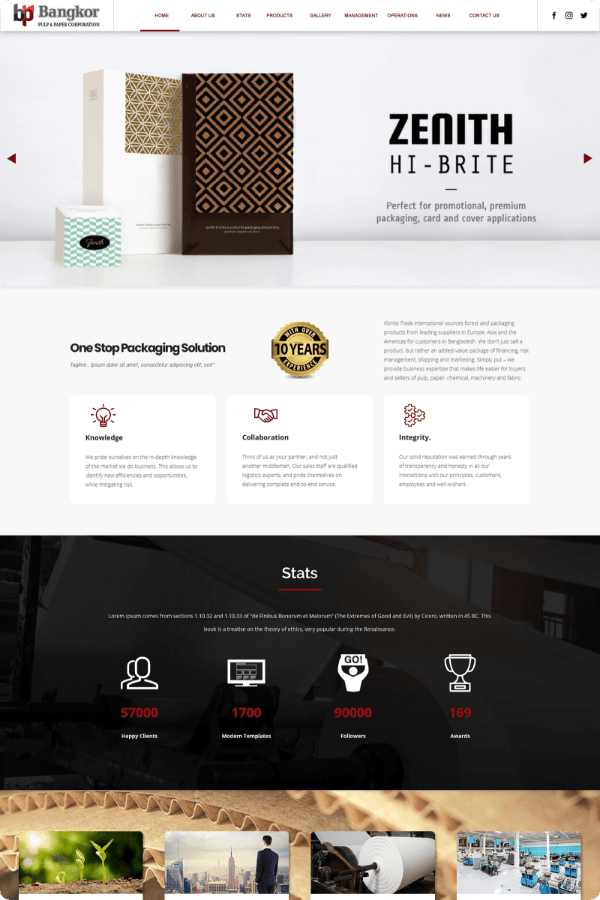 bp Bangkor
PULP & PAPER CORPORATION
HOME ABOUT US STATS PRODUCTS GALLERY MANAGEMENT OPERATIONS NEWS CONTACT US
ZENITH
HI-BRITE
Perfect for promotional, premium
packaging, card and cover applications
Zenith
One Stop Packaging Solution
Tagline...ipsum dolor sit amet, consectetur adipiscing elit, sed"
WITH OVER
10 YEARS
EXPERIENCE
Kimita Trade International sources forest and packaging
products from leading suppliers in Europe, Asia and the
Americas for customers in Bangladesh. We don't just sell a
product, but rather an added-value package of financing, risk
management, shipping and marketing. Simply put – we
provide business expertise that makes life easier for buyers
and sellers of pulp, paper, chemical, machinery and fabric.
Knowledge
We pride ourselves on the in-depth knowledge
of the market we do business. This allows us to
identify new efficiencies and opportunities,
while mitigating risk.
Collaboration
Think of us as your partner, and not just
another middleman. Our sales staff are qualified
logistics experts, and pride themselves on
delivering complete end-to-end service.
Integrity.
Our solid reputation was earned through years
of transparency and honesty in all our
interactions with our principles, customers,
employees and well-wishers.
Stats
Lorem Ipsum comes from sections 1.10.32 and 1.10.33 of "de Finibus Bonorum et Malorum" (The Extremes of Good and Evil) by Cicero, written in 45 BC. This
book is a treatise on the theory of ethics, very popular during the Renaissance.
GO!
57000 1700 90000 169
Happy Clients Modern Templates Followers Awards